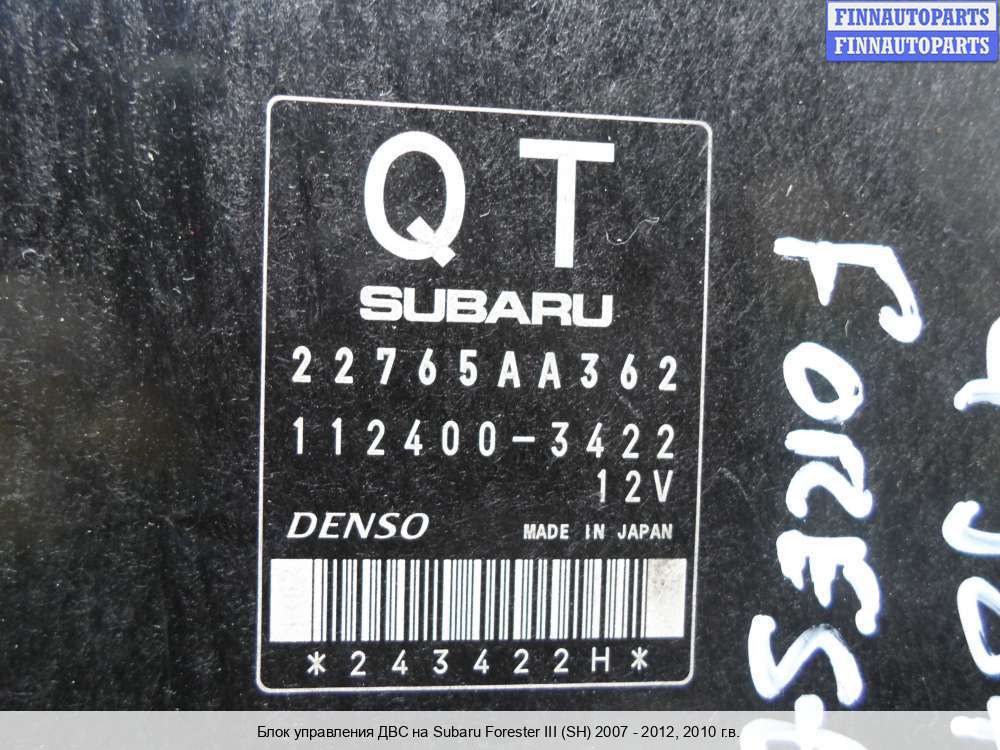 FINNAUTOPARTS
FINNAUTOPARTS
QT
SUBARU
22765AA362
112400-3422
12V
DENSO MADE IN JAPAN
*243422H*
FOREST
Блок управления ДВС на Subaru Forester III (SH) 2007 - 2012, 2010 г.в.